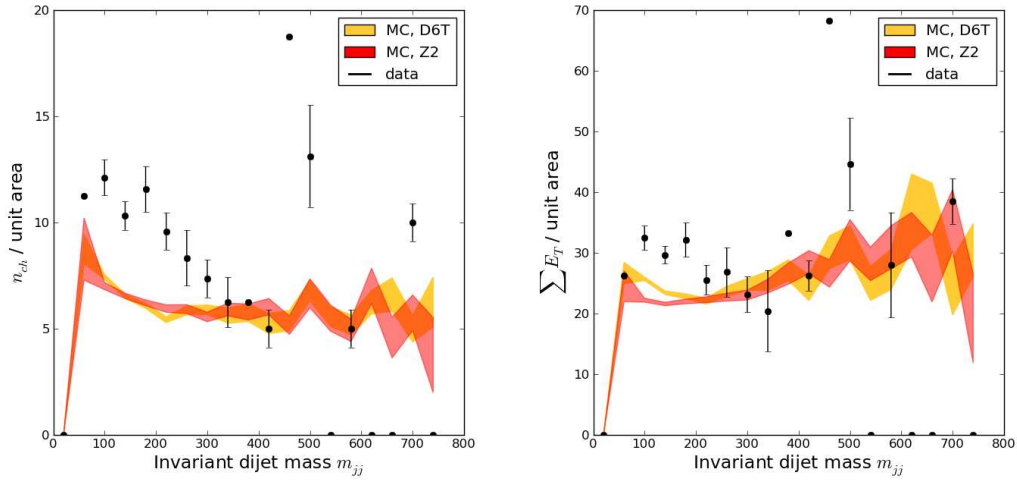 20
15
10
5
0
n_ch / unit area
MC, D6T
MC, Z2
data
0 100 200 300 400 500 600 700 800
Invariant dijet mass m_jj
70
60
50
40
30
20
10
0
∑E_T / unit area
MC, D6T
MC, Z2
data
0 100 200 300 400 500 600 700 800
Invariant dijet mass m_jj